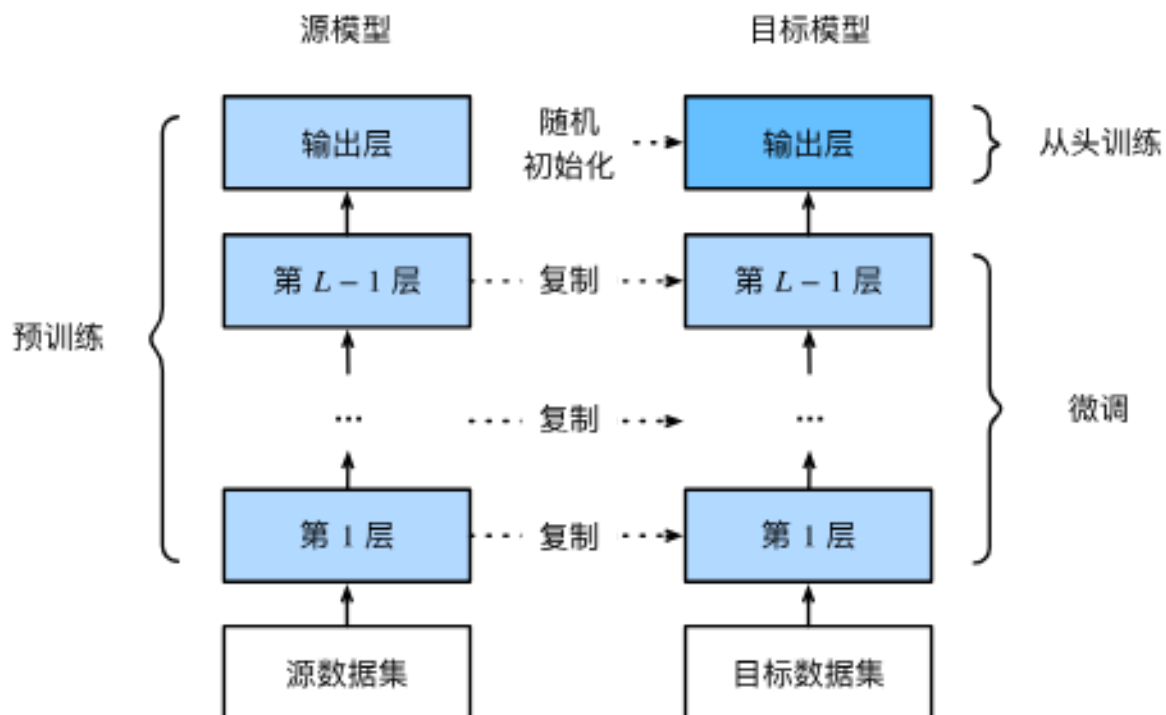 源模型
目标模型
输出层
随机
初始化
输出层
从头训练
第 L – 1 层
复制
第 L – 1 层
预训练
...
复制
...
微调
第 1 层
复制
第 1 层
源数据集
目标数据集